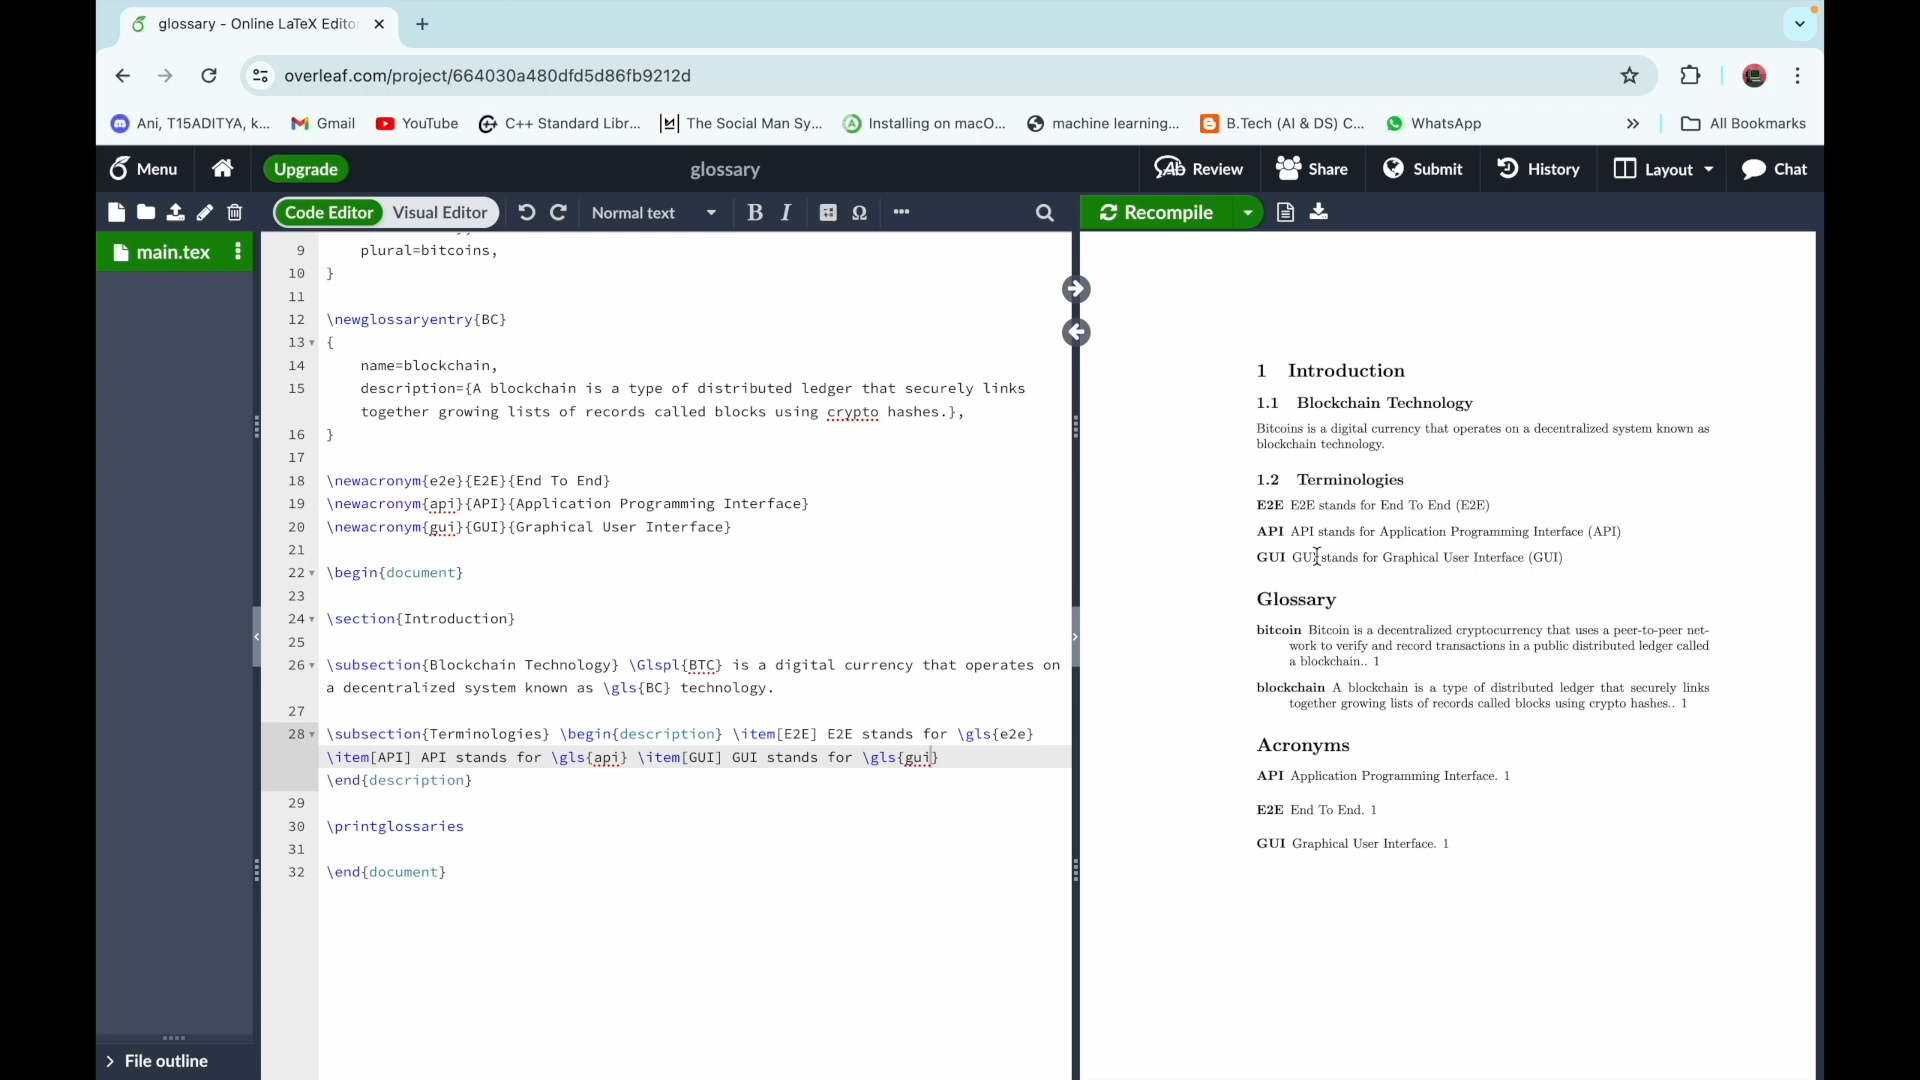 glossary - Online LaTeX Edito
overleaf.com/project/664030a480dfd5d86fb9212d
Ani, T15ADITYA, k...
Gmail
YouTube
C++ Standard Libr...
The Social Man Sy...
Installing on macO...
machine learning...
B.Tech (AI & DS) C...
WhatsApp
All Bookmarks
Menu
Upgrade
glossary
Review
Share
Submit
History
Layout
Chat
Code Editor
Visual Editor
Normal text
B
I
Ω
Recompile
main.tex
File outline
9 plural=bitcoins,
10 }
11
12 \newglossaryentry{BC}
13 {
14 name=blockchain,
15 description={A blockchain is a type of distributed ledger that securely links
together growing lists of records called blocks using crypto hashes.},
16 }
17
18 \newacronym{e2e}{E2E}{End To End}
19 \newacronym{api}{API}{Application Programming Interface}
20 \newacronym{gui}{GUI}{Graphical User Interface}
21
22 \begin{document}
23
24 \section{Introduction}
25
26 \subsection{Blockchain Technology} \Glspl{BTC} is a digital currency that operates on
a decentralized system known as \gls{BC} technology.
27
28 \subsection{Terminologies} \begin{description} \item[E2E] E2E stands for \gls{e2e}
\item[API] API stands for \gls{api} \item[GUI] GUI stands for \gls{gui}
\end{description}
29
30 \printglossaries
31
32 \end{document}
1 Introduction
1.1 Blockchain Technology
Bitcoins is a digital currency that operates on a decentralized system known as
blockchain technology.
1.2 Terminologies
E2E E2E stands for End To End (E2E)
API API stands for Application Programming Interface (API)
GUI GUI stands for Graphical User Interface (GUI)
Glossary
bitcoin Bitcoin is a decentralized cryptocurrency that uses a peer-to-peer net-
work to verify and record transactions in a public distributed ledger called
a blockchain.. 1
blockchain A blockchain is a type of distributed ledger that securely links
together growing lists of records called blocks using crypto hashes.. 1
Acronyms
API Application Programming Interface. 1
E2E End To End. 1
GUI Graphical User Interface. 1